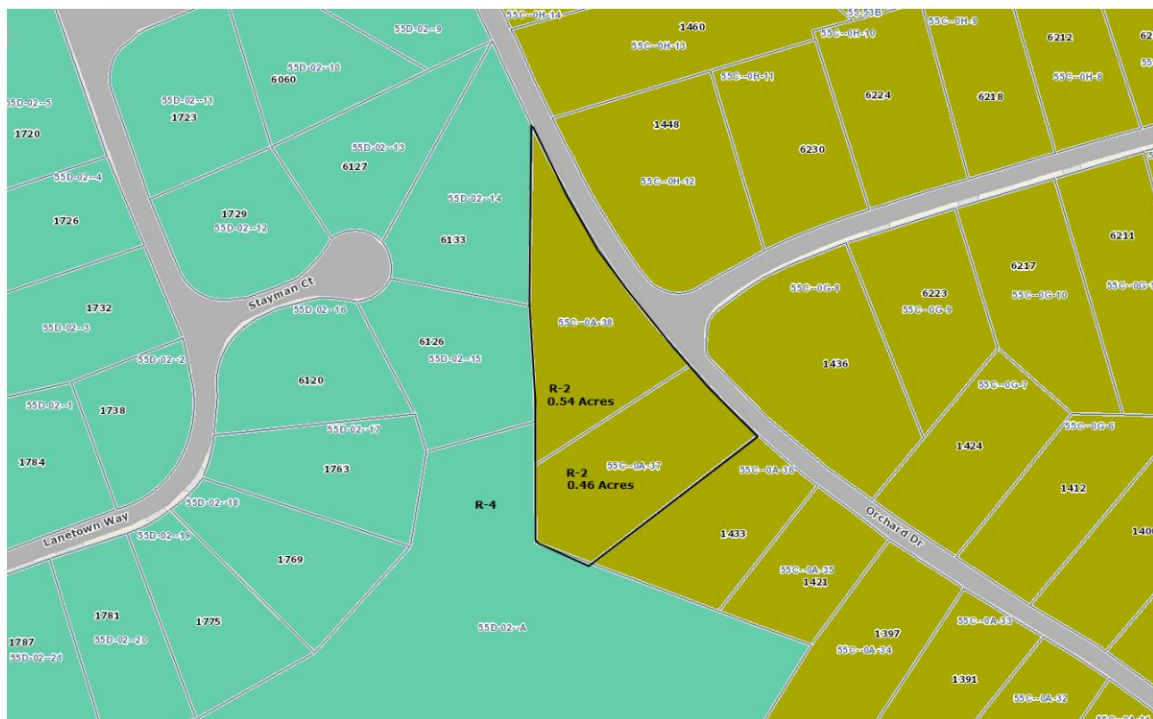 55C--0H-14
1460
55-53B
55C--0H-9
6212
55D-02--9
55C--0H-13
55C--0H-10
55D-02--10
6060
55C--0H-11
55C--0H-8
55D-02--11
1723
6224
6218
55D-02--5
1720
1448
6230
55D-02--13
6127
55D-02--4
1726
55C--0H-12
55D-02--14
1729
55D-02--12
6133
6211
6217
55C--0G-8
Stayman Ct
6223
55C--0G-9
55C--0G-10
1732
55D-02--3
55D-02--16
55C--0A-38
6126
55D-02--15
55D-02--2
1436
55C--0G-7
6120
R-2
0.54 Acres
55D-02--1
1738
55C--0G-6
55D-02--17
1424
1784
1763
55C--0A-37
R-2
0.46 Acres
55C--0A-36
1412
55D-02--18
R-4
Orchard Dr
Lanetown Way
55D-02--19
1433
1769
55C--0A-35
1421
1781
55D-02--20
1775
55C--0A-33
55D-02--A
1397
55C--0A-34
1787
55D-02--21
1391
55C--0A-32